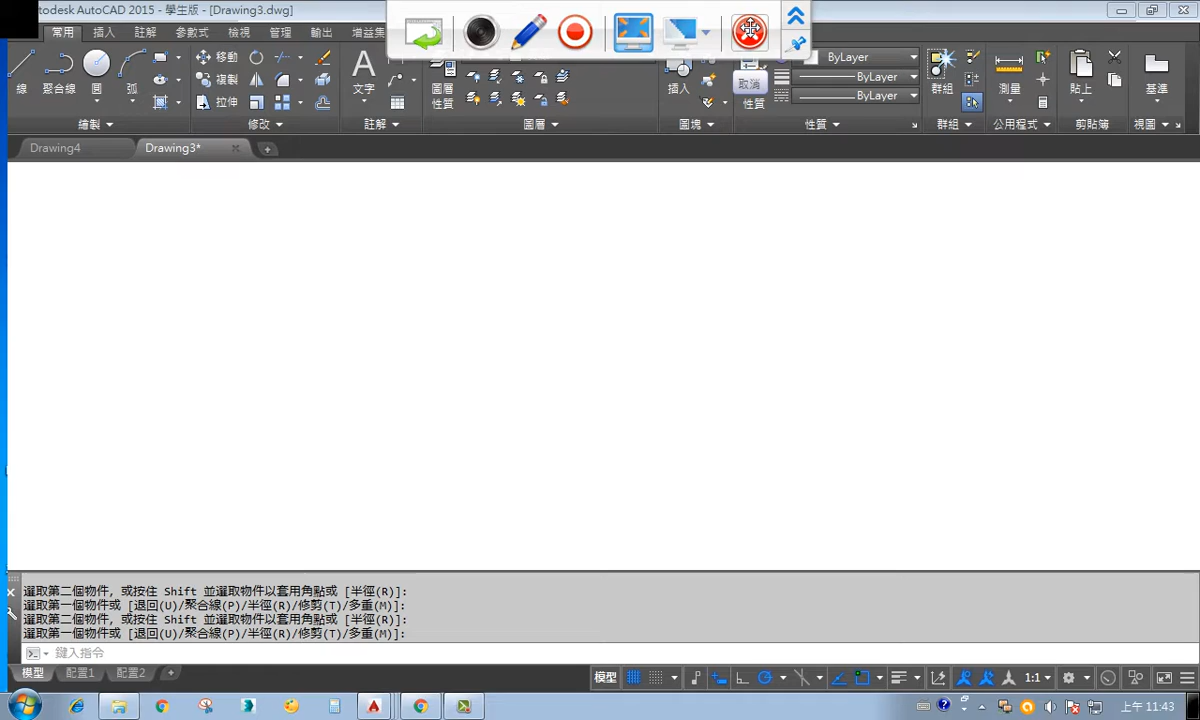 utodesk AutoCAD 2015 - 學生版 - [Drawing3.dwg]
常用 插入 註解 參數式 檢視 管理 輸出 增益集
線 聚合線 圓 弧
移動
複製
拉伸
文字
圖層
性質
插入
取消
性質
ByLayer
ByLayer
ByLayer
群組
測量
貼上
基準
繪製 修改 註解 圖層 圖塊 性質 群組 公用程式 剪貼簿 視圖
Drawing4 Drawing3*
選取第二個物件, 或按住 Shift 並選取物件以套用角點或 [半徑(R)]:
選取第一個物件或 [退回(U)/聚合線(P)/半徑(R)/修剪(T)/多重(M)]:
選取第二個物件, 或按住 Shift 並選取物件以套用角點或 [半徑(R)]:
選取第一個物件或 [退回(U)/聚合線(P)/半徑(R)/修剪(T)/多重(M)]:
鍵入指令
模型 配置1 配置2
模型 1:1
上午 11:43